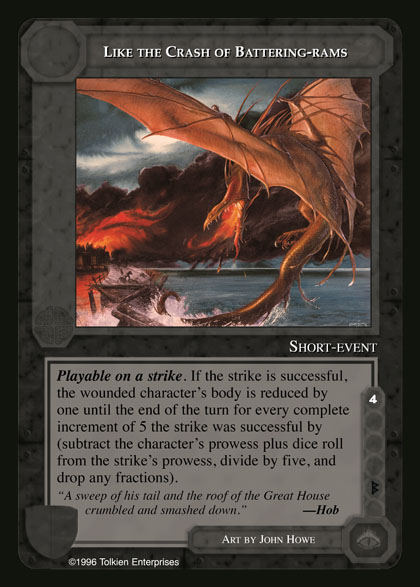 LIKE THE CRASH OF BATTERING-RAMS
SHORT-EVENT
Playable on a strike. If the strike is successful,
the wounded character's body is reduced by
one until the end of the turn for every complete
increment of 5 the strike was successful by
(subtract the character's prowess plus dice roll
from the strike's prowess, divide by five, and
drop any fractions).
4
“A sweep of his tail and the roof of the Great House
crumbled and smashed down.” —Hob
ART BY JOHN HOWE
©1996 Tolkien Enterprises